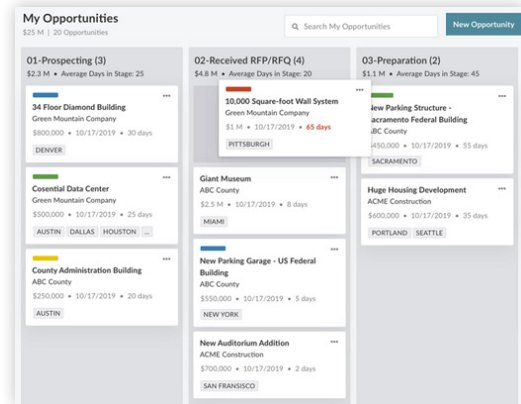 My Opportunities
$25 M | 20 Opportunities
Search My Opportunities
New Opportunity
01-Prospecting (3)
$2.3 M • Average Days in Stage: 25
34 Floor Diamond Building
Green Mountain Company
$800,000 • 10/17/2019 • 30 days
DENVER
Cosential Data Center
Green Mountain Company
$500,000 • 10/17/2019 • 25 days
AUSTIN DALLAS HOUSTON ...
County Administration Building
ABC County
$250,000 • 10/17/2019 • 20 days
AUSTIN
02-Received RFP/RFQ (4)
$4.8 M • Average Days in Stage: 20
10,000 Square-foot Wall System
Green Mountain Company
$1 M • 10/17/2019 • 65 days
PITTSBURGH
Giant Museum
ABC County
$2.5 M • 10/17/2019 • 8 days
MIAMI
New Parking Garage - US Federal
Building
ABC County
$550,000 • 10/17/2019 • 5 days
NEW YORK
New Auditorium Addition
ACME Construction
$700,000 • 10/17/2019 • 2 days
SAN FRANSISCO
03-Preparation (2)
$1.1 M • Average Days in Stage: 45
New Parking Structure -
Sacramento Federal Building
ABC County
450,000 • 10/17/2019 • 55 days
SACRAMENTO
Huge Housing Development
ACME Construction
$600,000 • 10/17/2019 • 35 days
PORTLAND SEATTLE